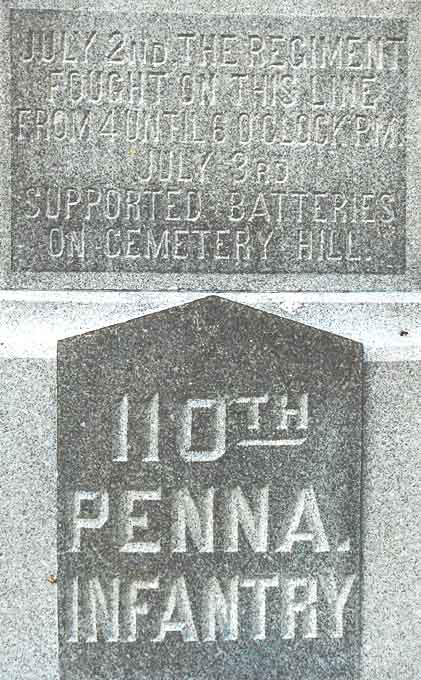 JULY 2ND THE REGIMENT
FOUGHT ON THIS LINE
FROM 4 UNTIL 6 O'CLOCK P.M.
JULY 3RD
SUPPORTED BATTERIES
ON CEMETERY HILL.
110TH
PENNA.
INFANTRY